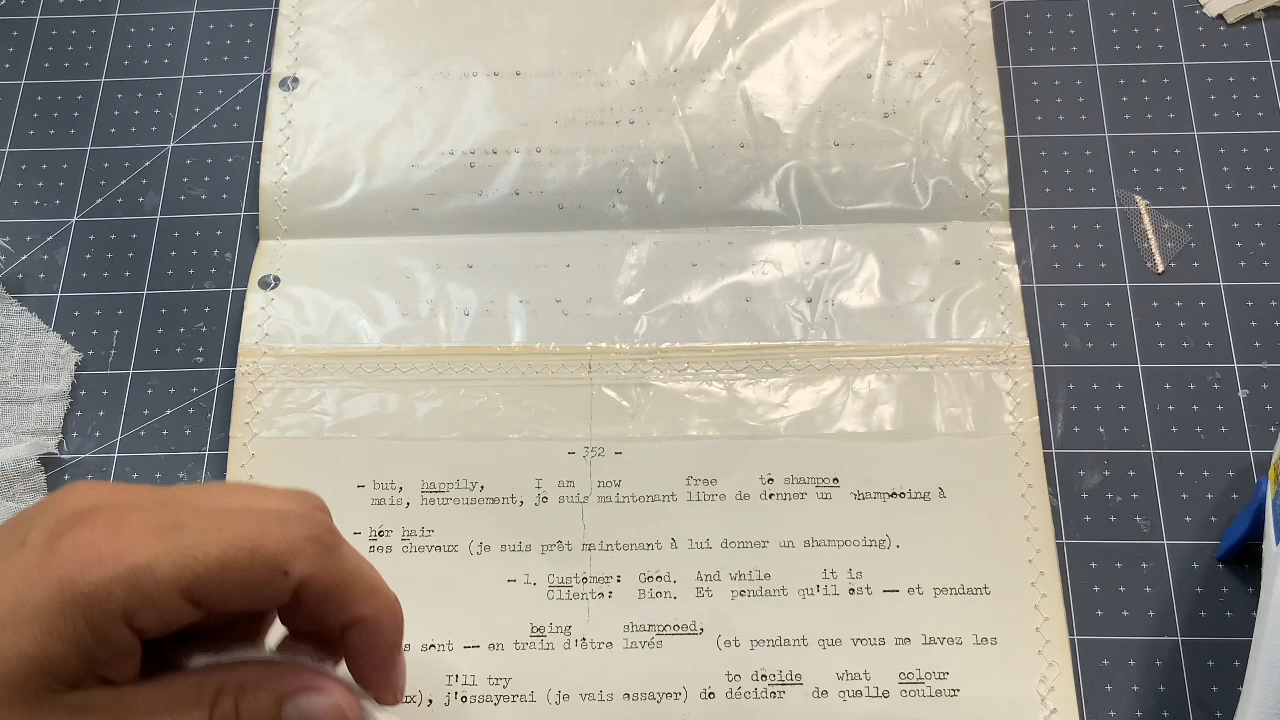 - 352 -
- but, happily, I am now free to shampoo
mais, heureusement, je suis maintenant libre de donner un shampooing à
- her hair
ses cheveux (je suis prêt maintenant à lui donner un shampooing).
- 1. Customer: Good. And while it is
Cliente: Bien. Et pendant qu'il est -- et pendant
being shampooed,
sont -- en train d'être lavés (et pendant que vous me lavez les
I'll try to decide what colour
j'essayerai (je vais essayer) de décider de quelle couleur